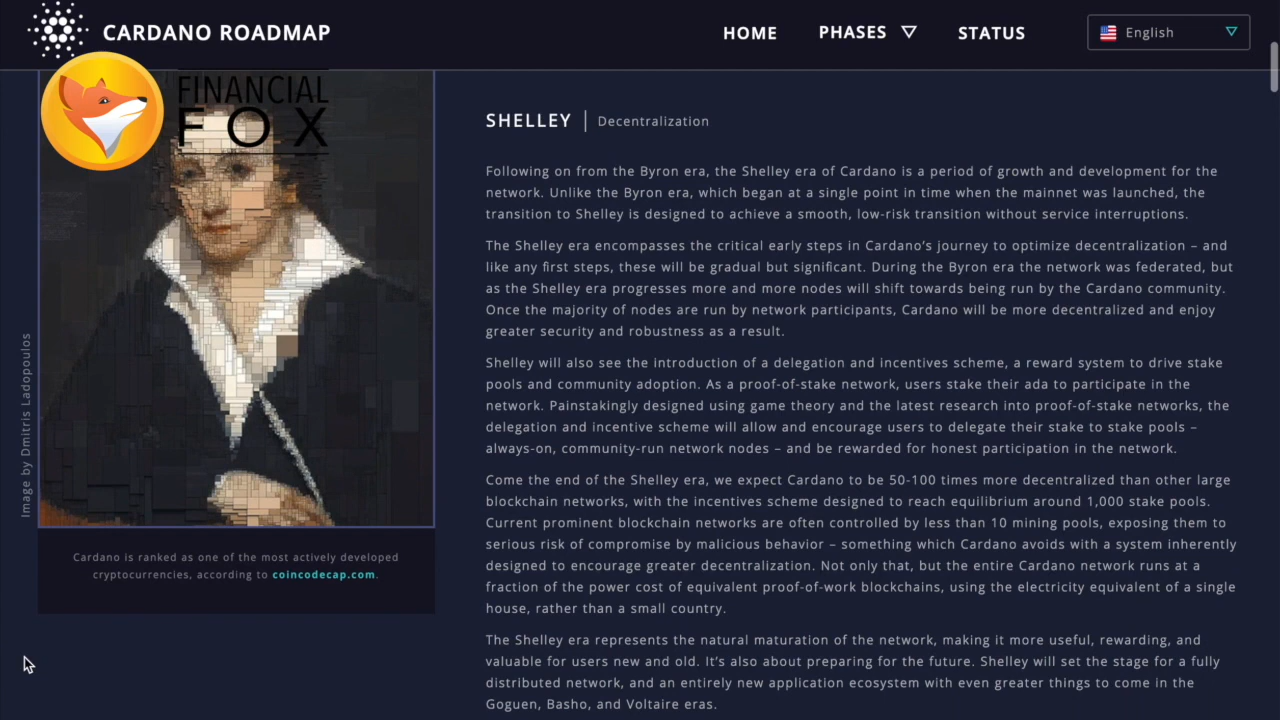 CARDANO ROADMAP
HOME
PHASES
STATUS
English
FINANCIAL
FOX
SHELLEY | Decentralization
Following on from the Byron era, the Shelley era of Cardano is a period of growth and development for the
network. Unlike the Byron era, which began at a single point in time when the mainnet was launched, the
transition to Shelley is designed to achieve a smooth, low-risk transition without service interruptions.
The Shelley era encompasses the critical early steps in Cardano’s journey to optimize decentralization – and
like any first steps, these will be gradual but significant. During the Byron era the network was federated, but
as the Shelley era progresses more and more nodes will shift towards being run by the Cardano community.
Once the majority of nodes are run by network participants, Cardano will be more decentralized and enjoy
greater security and robustness as a result.
Shelley will also see the introduction of a delegation and incentives scheme, a reward system to drive stake
pools and community adoption. As a proof-of-stake network, users stake their ada to participate in the
network. Painstakingly designed using game theory and the latest research into proof-of-stake networks, the
delegation and incentive scheme will allow and encourage users to delegate their stake to stake pools –
always-on, community-run network nodes – and be rewarded for honest participation in the network.
Come the end of the Shelley era, we expect Cardano to be 50-100 times more decentralized than other large
blockchain networks, with the incentives scheme designed to reach equilibrium around 1,000 stake pools.
Current prominent blockchain networks are often controlled by less than 10 mining pools, exposing them to
serious risk of compromise by malicious behavior – something which Cardano avoids with a system inherently
designed to encourage greater decentralization. Not only that, but the entire Cardano network runs at a
fraction of the power cost of equivalent proof-of-work blockchains, using the electricity equivalent of a single
house, rather than a small country.
The Shelley era represents the natural maturation of the network, making it more useful, rewarding, and
valuable for users new and old. It’s also about preparing for the future. Shelley will set the stage for a fully
distributed network, and an entirely new application ecosystem with even greater things to come in the
Goguen, Basho, and Voltaire eras.
Image by Dmitris Ladopoulos
Cardano is ranked as one of the most actively developed
cryptocurrencies, according to coincodecap.com.